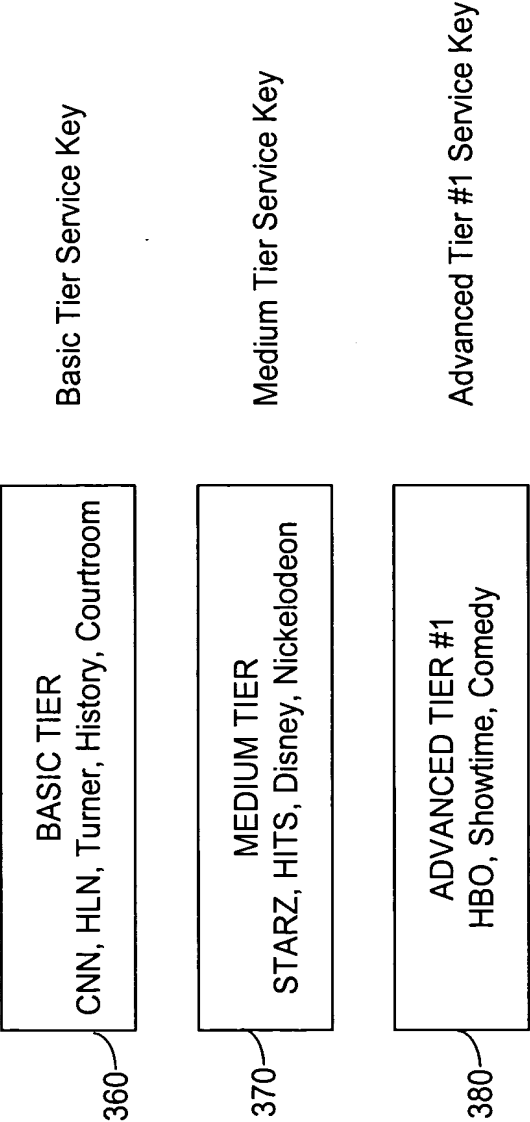 360
BASIC TIER
CNN, HLN, Turner, History, Courtroom
Basic Tier Service Key
370
MEDIUM TIER
STARZ, HITS, Disney, Nickelodeon
Medium Tier Service Key
380
ADVANCED TIER #1
HBO, Showtime, Comedy
Advanced Tier #1 Service Key